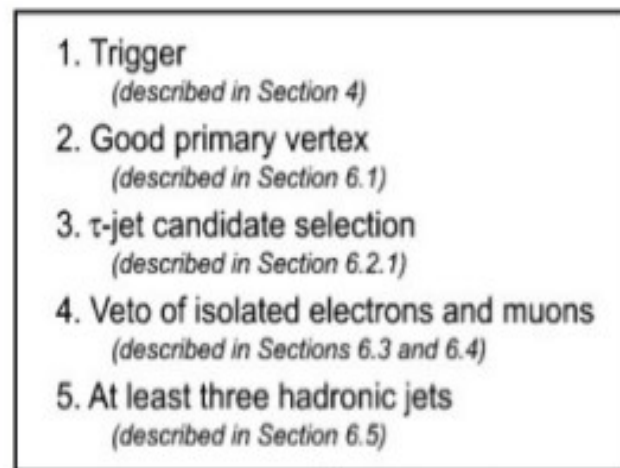 1. Trigger
(described in Section 4)
2. Good primary vertex
(described in Section 6.1)
3. τ-jet candidate selection
(described in Section 6.2.1)
4. Veto of isolated electrons and muons
(described in Sections 6.3 and 6.4)
5. At least three hadronic jets
(described in Section 6.5)